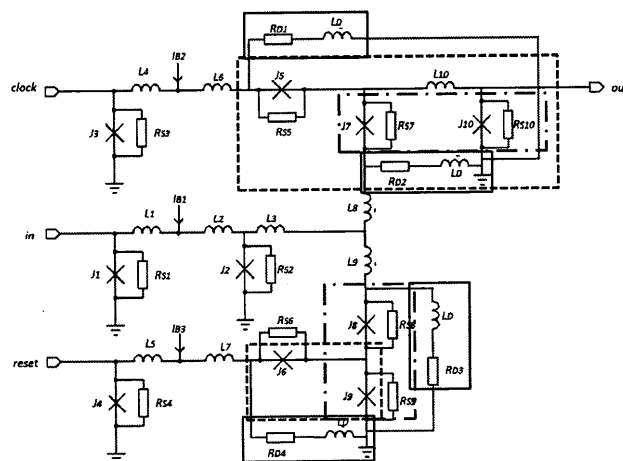 RD1 LD
IB2
L4 L6 J5 L10
clock ou
J3 RS3 RS5 J7 RS7 J10 RS10
RD2 LD
L8
IB1
L1 L2 L3
in
L9
J1 RS1 J2 RS2
RS6 J8 RS8 LD
IB3
L5 L7
reset J6 RD3
J4 RS4 J9 RS9
RD4 LD